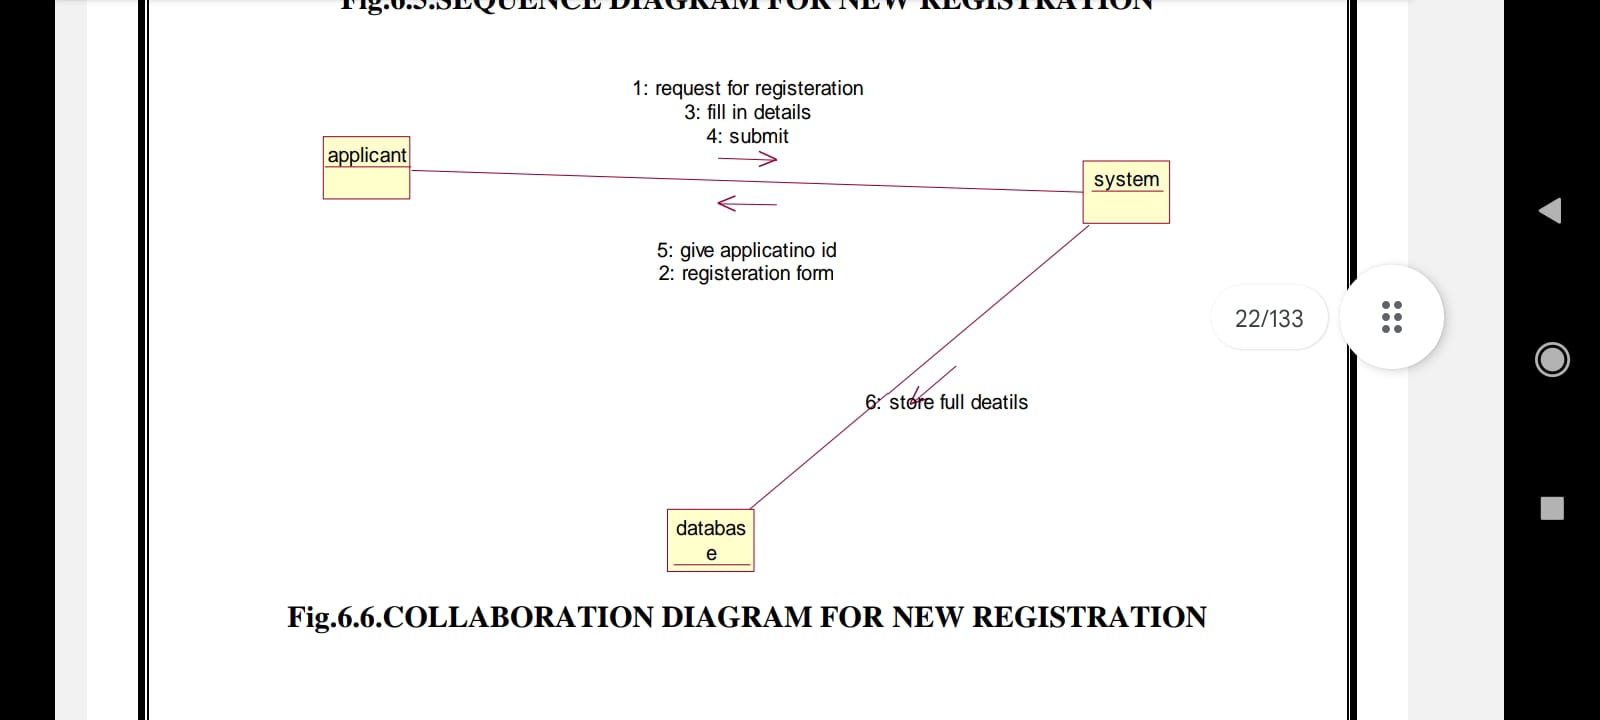 Fig.6.5.SEQUENCE DIAGRAM FOR NEW REGISTRATION
1: request for registeration
3: fill in details
4: submit
applicant
system
5: give applicatino id
2: registeration form
22/133
6: store full deatils
databas
e
Fig.6.6.COLLABORATION DIAGRAM FOR NEW REGISTRATION